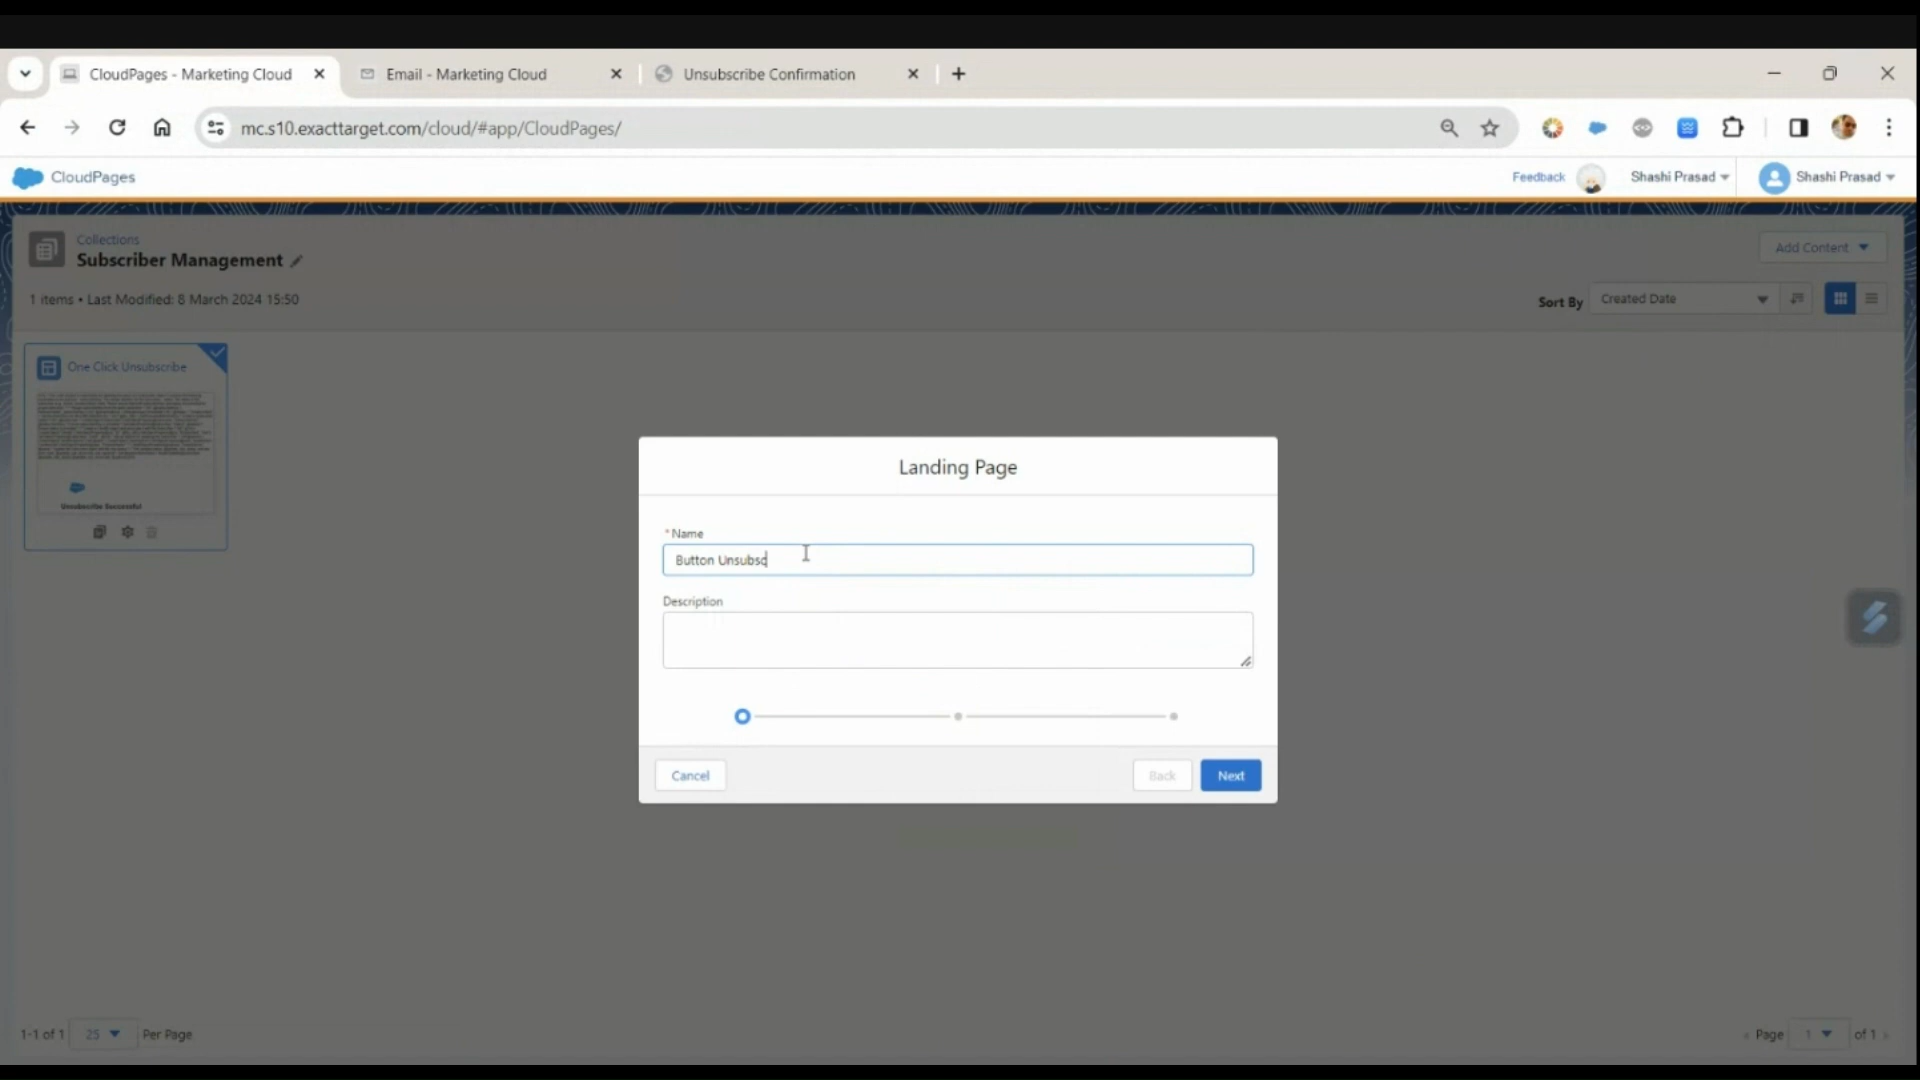 CloudPages - Marketing Cloud
Email - Marketing Cloud
Unsubscribe Confirmation
mc.s10.exacttarget.com/cloud/#app/CloudPages/
CloudPages
Feedback
Shashi Prasad
Shashi Prasad
Collections
Subscriber Management
Add Content
1 items • Last Modified: 8 March 2024 15:50
Sort By
Created Date
One Click Unsubscribe
Unsubscribe Successful
Landing Page
*Name
Button Unsubsc
Description
Cancel
Back
Next
1-1 of 1
25
Per Page
Page
1
of 1